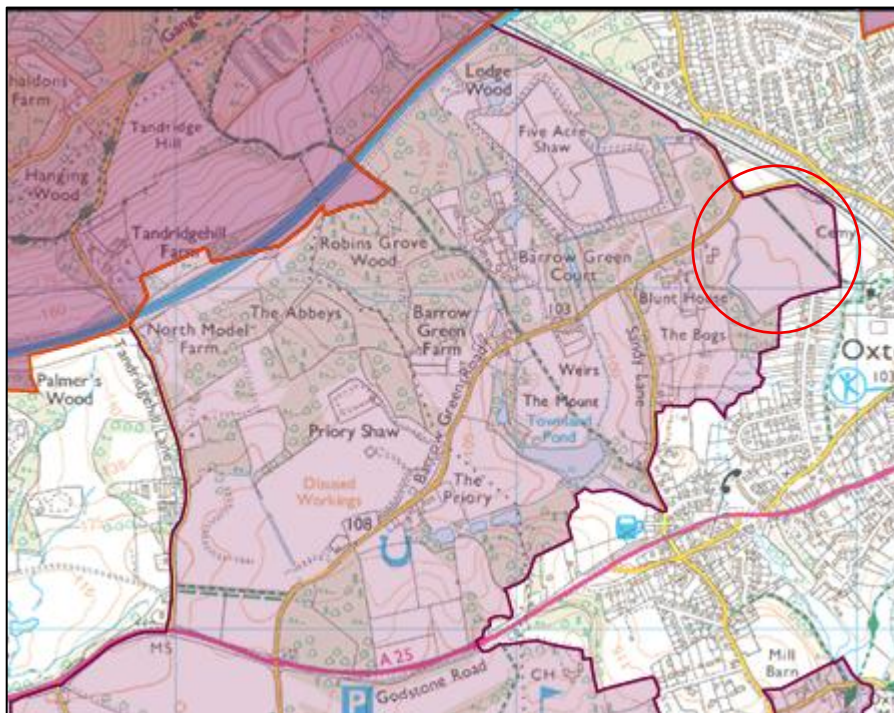 Gange
haldons
Farm
Lodge
Wood
Tandridge
Hill
Five Acre
Shaw
Hanging
Wood
Tandridgehill
Farm
Robins Grove
Wood
Barrow Green
Court
Cemy
Blunt House
The Abbeys
North Model
Farm
Barrow
Green
Farm
103
The Bogs
Oxt
103
Palmer's
Wood
Tandridgehill Lane
Barrow Green Road
Sandy Lane
Weirs
The Mount
Townland
Pond
Priory Shaw
Disused
Workings
The
Priory
108
MS
A 25
Godstone Road
CH
P
Mill
Barn